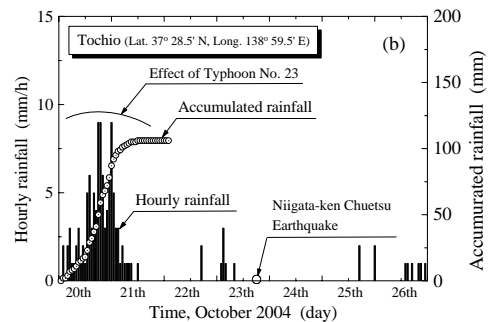 Tochio (Lat. 37° 28.5' N, Long. 138° 59.5' E)
(b)
Effect of Typhoon No. 23
Accumulated rainfall
Hourly rainfall
Niigata-ken Chuetsu
Earthquake
Hourly rainfall (mm/h)
15
10
5
0
Accumurated rainfall (mm)
200
150
100
50
0
20th 21th 22th 23th 24th 25th 26th
Time, October 2004 (day)